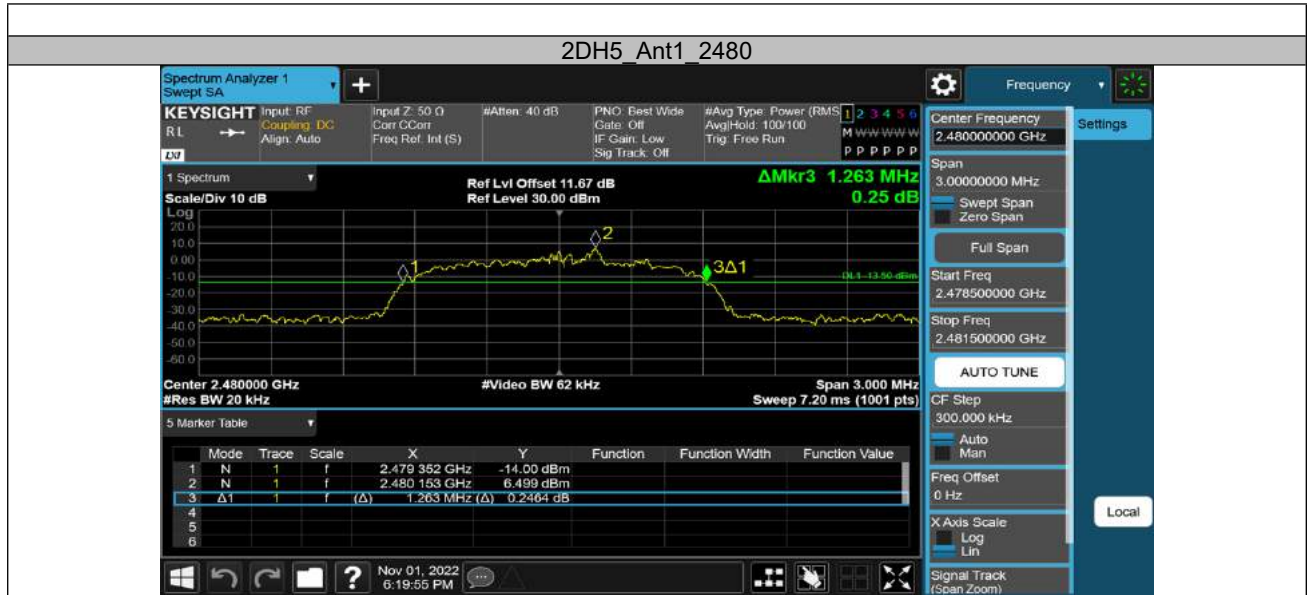 2DH5_Ant1_2480
Spectrum Analyzer 1
Swept SA
Frequency
KEYSIGHT
RL
LXI
Input: RF
Coupling: DC
Align: Auto
Input Z: 50 Ω
Corr CCorr
Freq Ref: Int (S)
#Atten: 40 dB
PNO: Best Wide
Gate: Off
IF Gain: Low
Sig Track: Off
#Avg Type: Power (RMS
Avg|Hold: 100/100
Trig: Free Run
1 2 3 4 5 6
M W W W W W
P P P P P P
1 Spectrum
Scale/Div 10 dB
Ref Lvl Offset 11.67 dB
Ref Level 30.00 dBm
ΔMkr3 1.263 MHz
0.25 dB
Log
20.0
10.0
0.00
-10.0
-20.0
-30.0
-40.0
-50.0
-60.0
1
2
3Δ1
DL1 -13.50 dBm
Center 2.480000 GHz
#Res BW 20 kHz
#Video BW 62 kHz
Span 3.000 MHz
Sweep 7.20 ms (1001 pts)
5 Marker Table
Mode Trace Scale X Y Function Function Width Function Value
1 N 1 f 2.479 352 GHz -14.00 dBm
2 N 1 f 2.480 153 GHz 6.499 dBm
3 Δ1 1 f (Δ) 1.263 MHz (Δ) 0.2464 dB
4
5
6
Nov 01, 2022
6:19:55 PM
Center Frequency
2.480000000 GHz
Settings
Span
3.00000000 MHz
Swept Span
Zero Span
Full Span
Start Freq
2.478500000 GHz
Stop Freq
2.481500000 GHz
AUTO TUNE
CF Step
300.000 kHz
Auto
Man
Freq Offset
0 Hz
X Axis Scale
Log
Lin
Signal Track
(Span Zoom)
Local